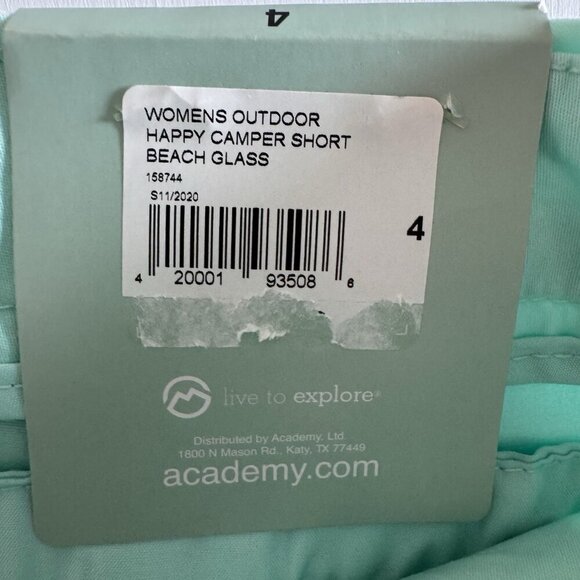 4
WOMENS OUTDOOR
HAPPY CAMPER SHORT
BEACH GLASS
158744
S11/2020
4
4 20001 93508 6
live to explore®
Distributed by Academy, Ltd.
1800 N Mason Rd., Katy, TX 77449
academy.com